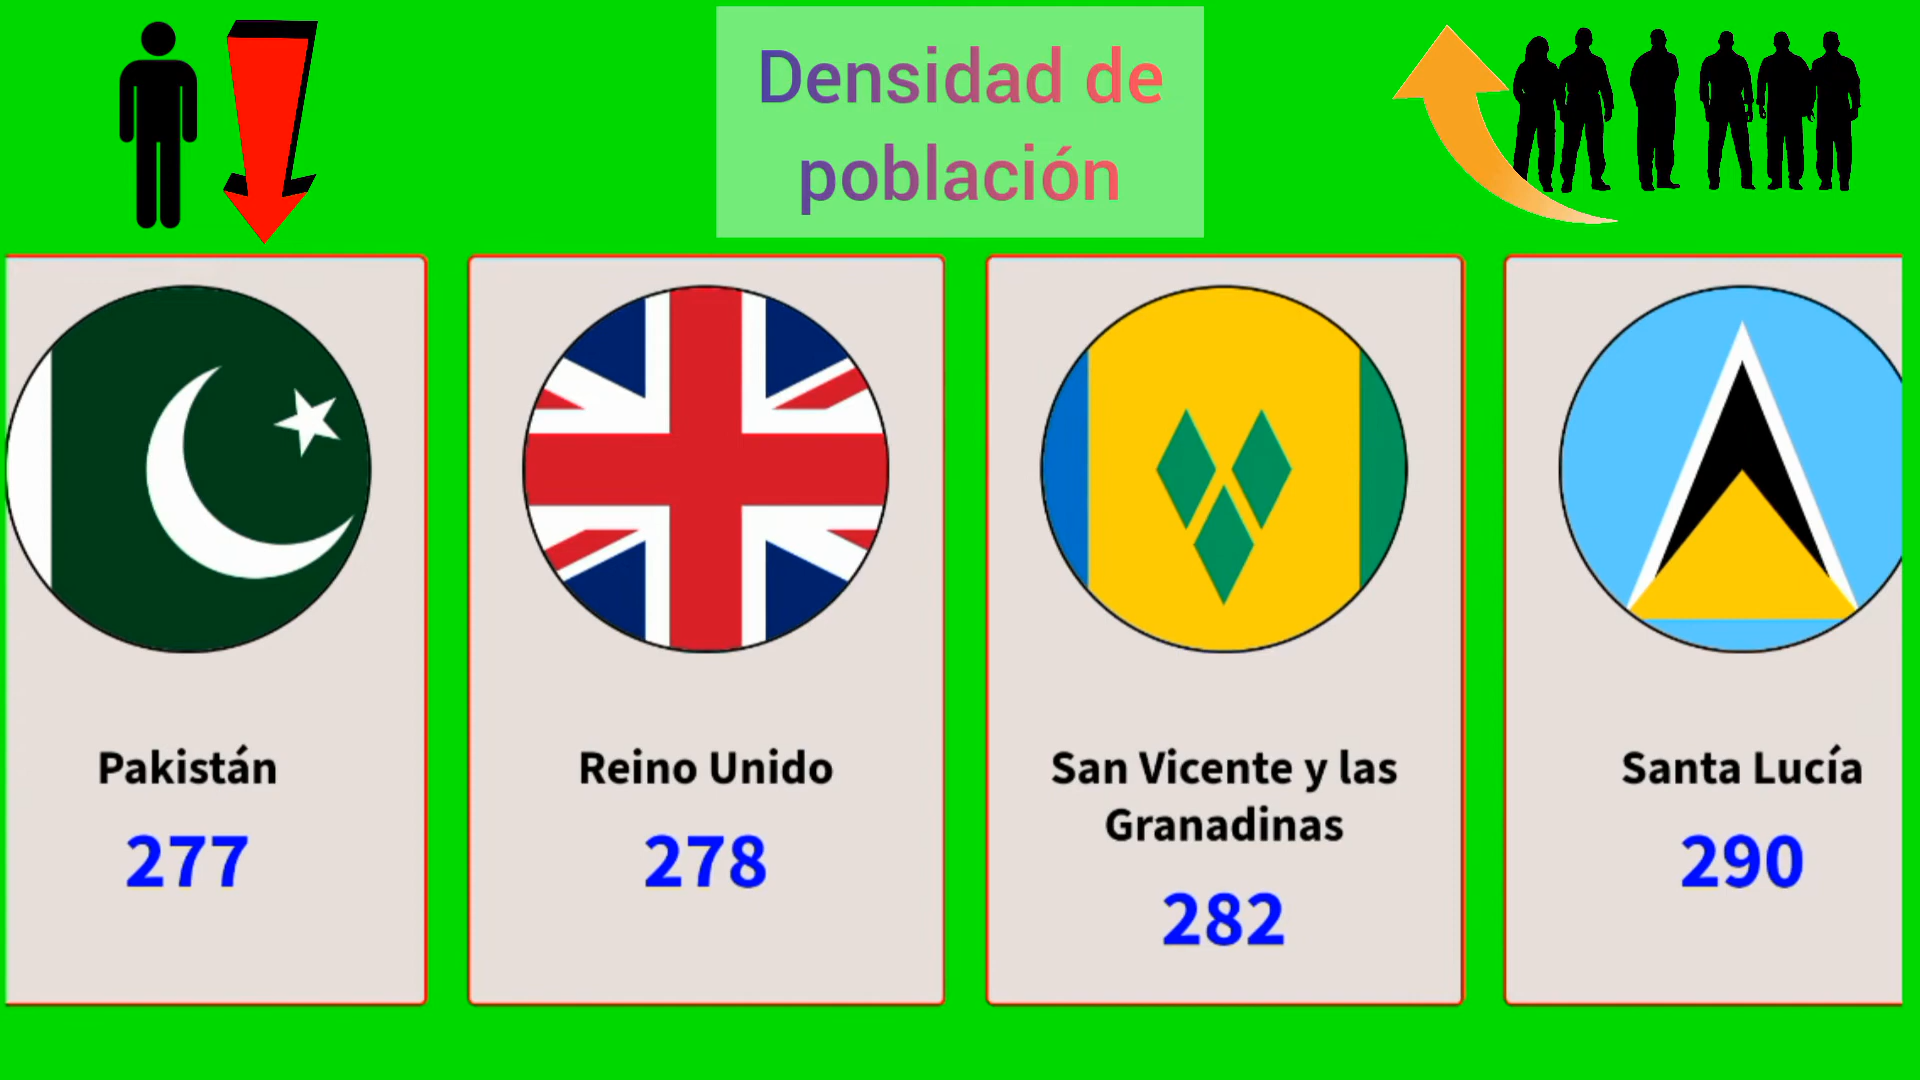 Densidad de
población
Pakistán
277
Reino Unido
278
San Vicente y las
Granadinas
282
Santa Lucía
290